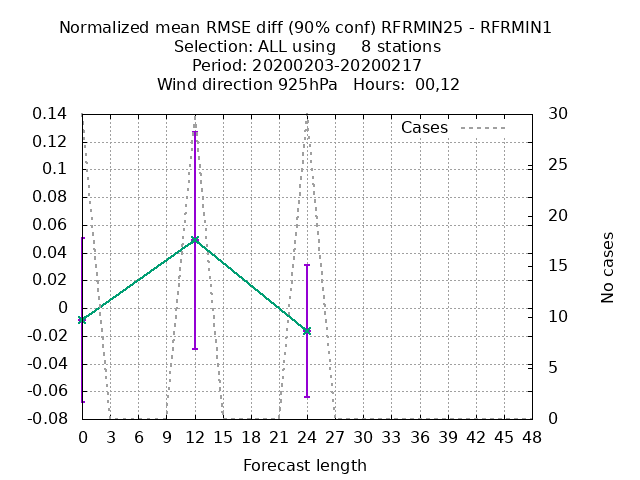 Normalized mean RMSE diff (90% conf) RFRMIN25 - RFRMIN1
Selection: ALL using     8 stations
Period: 20200203-20200217
Wind direction 925hPa   Hours:  00,12
0.14
0.12
0.1
0.08
0.06
0.04
0.02
0
-0.02
-0.04
-0.06
-0.08
Cases
30
25
20
15
10
5
0
No cases
0 3 6 9 12 15 18 21 24 27 30 33 36 39 42 45 48
Forecast length